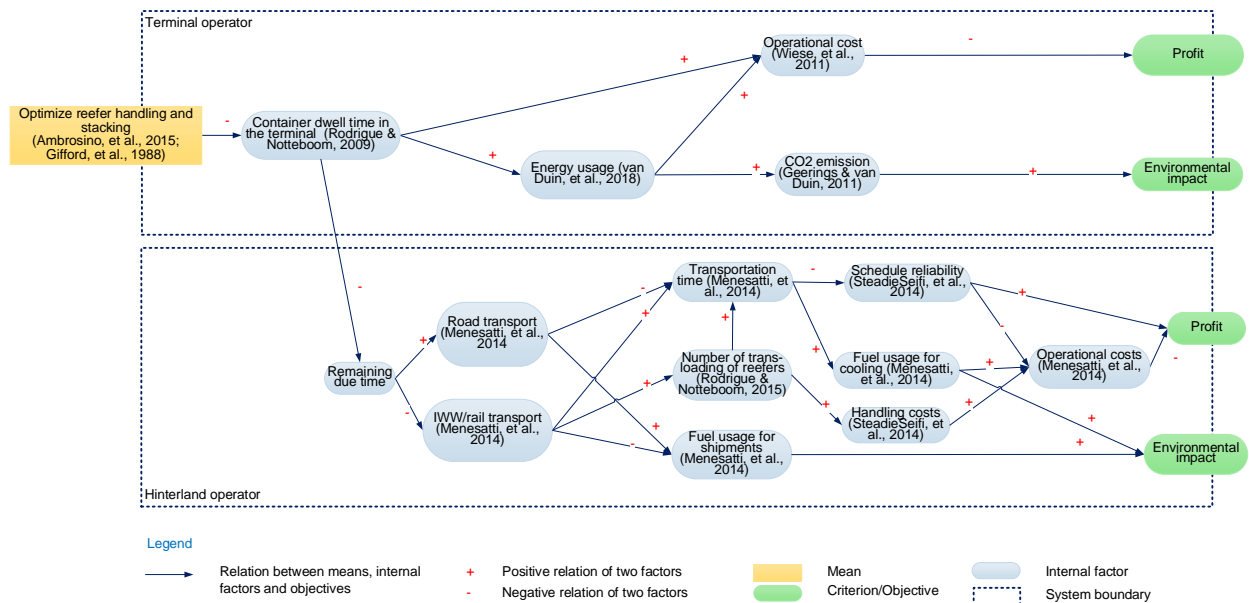 Terminal operator
Optimize reefer handling and
stacking
(Ambrosino, et al., 2015;
Gifford, et al., 1988)
-
Container dwell time in
the terminal (Rodrigue &
Notteboom, 2009)
+
+
Energy usage (van
Duin, et al., 2018)
+
+
Operational cost
(Wiese, et al.,
2011)
CO2 emission
(Geerings & van
Duin, 2011)
-
+
Profit
Environmental
impact
-
Hinterland operator
Remaining
due time
+
-
Road transport
(Menesatti, et al.,
2014
IWW/rail transport
(Menesatti, et al.,
2014)
-
+
+
+
-
Transportation
time (Menesatti, et
al., 2014)
+
Number of trans-
loading of reefers
(Rodrigue &
Notteboom, 2015)
Fuel usage for
shipments
(Menesatti, et al.,
2014)
-
+
+
Schedule reliability
(SteadieSeifi, et al.,
2014)
Fuel usage for
cooling (Menesatti,
et al., 2014)
Handling costs
(SteadieSeifi, et
al., 2014)
+
-
+
+
+
+
Operational costs
(Menesatti, et al.,
2014)
-
Profit
Environmental
impact
Legend
Relation between means, internal
factors and objectives
+ Positive relation of two factors
- Negative relation of two factors
Mean
Criterion/Objective
Internal factor
System boundary